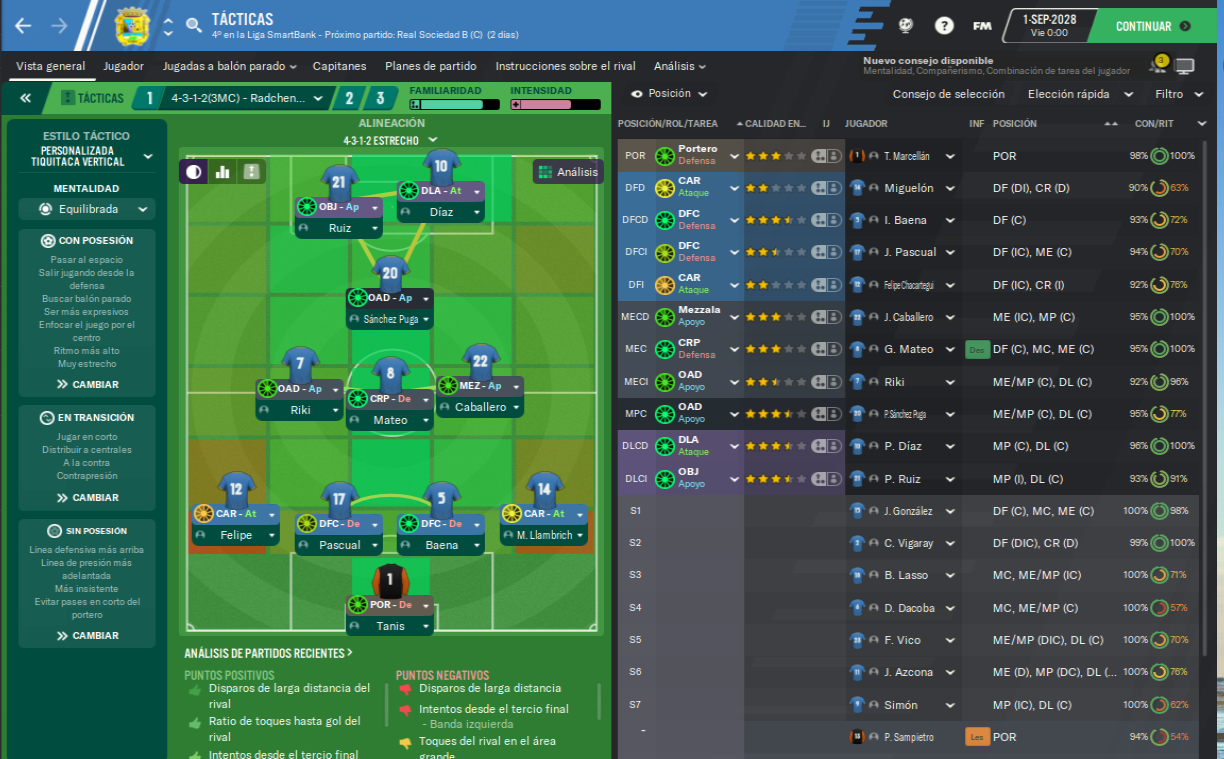 TÁCTICAS
4º en la Liga SmartBank - Próximo partido: Real Sociedad B (C) (2 días)
?
FM
1-SEP-2028
Vie 0:00
CONTINUAR
Vista general
Jugador
Jugadas a balón parado
Capitanes
Planes de partido
Instrucciones sobre el rival
Análisis
Nuevo consejo disponible
Mentalidad, Compañerismo, Combinación de tarea del jugador
3
TÁCTICAS
1
4-3-1-2(3MC) - Radchen...
2
3
FAMILIARIDAD
INTENSIDAD
Posición
Consejo de selección
Elección rápida
Filtro
ESTILO TÁCTICO
PERSONALIZADA
TIQUITACA VERTICAL
MENTALIDAD
Equilibrada
CON POSESIÓN
Pasar al espacio
Salir jugando desde la
defensa
Buscar balón parado
Ser más expresivos
Enfocar el juego por el
centro
Ritmo más alto
Muy estrecho
CAMBIAR
EN TRANSICIÓN
Jugar en corto
Distribuir a centrales
A la contra
Contrapresión
CAMBIAR
SIN POSESIÓN
Línea defensiva más arriba
Línea de presión más
adelantada
Más insistente
Evitar pases en corto del
portero
CAMBIAR
ALINEACIÓN
4-3-1-2 ESTRECHO
Análisis
10
DLA - At
Díaz
21
OBJ - Ap
Ruiz
20
OAD - Ap
Sánchez Puga
7
OAD - Ap
Riki
8
CRP - De
Mateo
22
MEZ - Ap
Caballero
12
CAR - At
Felipe
17
DFC - De
Pascual
5
DFC - De
Baena
14
CAR - At
M. Llambrich
1
POR - De
Tanis
ANÁLISIS DE PARTIDOS RECIENTES >
PUNTOS POSITIVOS
Disparos de larga distancia del
rival
Ratio de toques hasta gol del
rival
Intentos desde el tercio final
PUNTOS NEGATIVOS
Disparos de larga distancia
Intentos desde el tercio final
- Banda izquierda
Toques del rival en el área
grande
POSICIÓN/ROL/TAREA
CALIDAD EN...
IJ
JUGADOR
INF
POSICIÓN
CON/RIT
POR Portero Defensa T. Marcellán POR 98% 100%
DFD CAR Ataque Miguelón DF (DI), CR (D) 90% 63%
DFCD DFC Defensa I. Baena DF (C) 93% 72%
DFCI DFC Defensa J. Pascual DF (IC), ME (C) 94% 70%
DFI CAR Ataque Felipe Chacartegui DF (IC), CR (I) 92% 76%
MECD Mezzala Apoyo J. Caballero ME (IC), MP (C) 95% 100%
MEC CRP Defensa G. Mateo Des DF (C), MC, ME (C) 95% 100%
MECI OAD Apoyo Riki ME/MP (C), DL (C) 92% 96%
MPC OAD Apoyo P. Sánchez Puga ME/MP (C), DL (C) 95% 77%
DLCD DLA Ataque P. Díaz MP (C), DL (C) 96% 100%
DLCI OBJ Apoyo P. Ruiz MP (I), DL (C) 93% 91%
S1 J. González DF (C), MC, ME (C) 100% 98%
S2 C. Vigaray DF (DIC), CR (D) 99% 100%
S3 B. Lasso MC, ME/MP (IC) 100% 71%
S4 D. Dacoba MC, ME/MP (C) 100% 57%
S5 F. Vico ME/MP (DIC), DL (C) 100% 70%
S6 J. Azcona ME (D), MP (DC), DL (... 100% 76%
S7 Simón MP (IC), DL (C) 100% 62%
- P. Sampietro Les POR 94% 54%